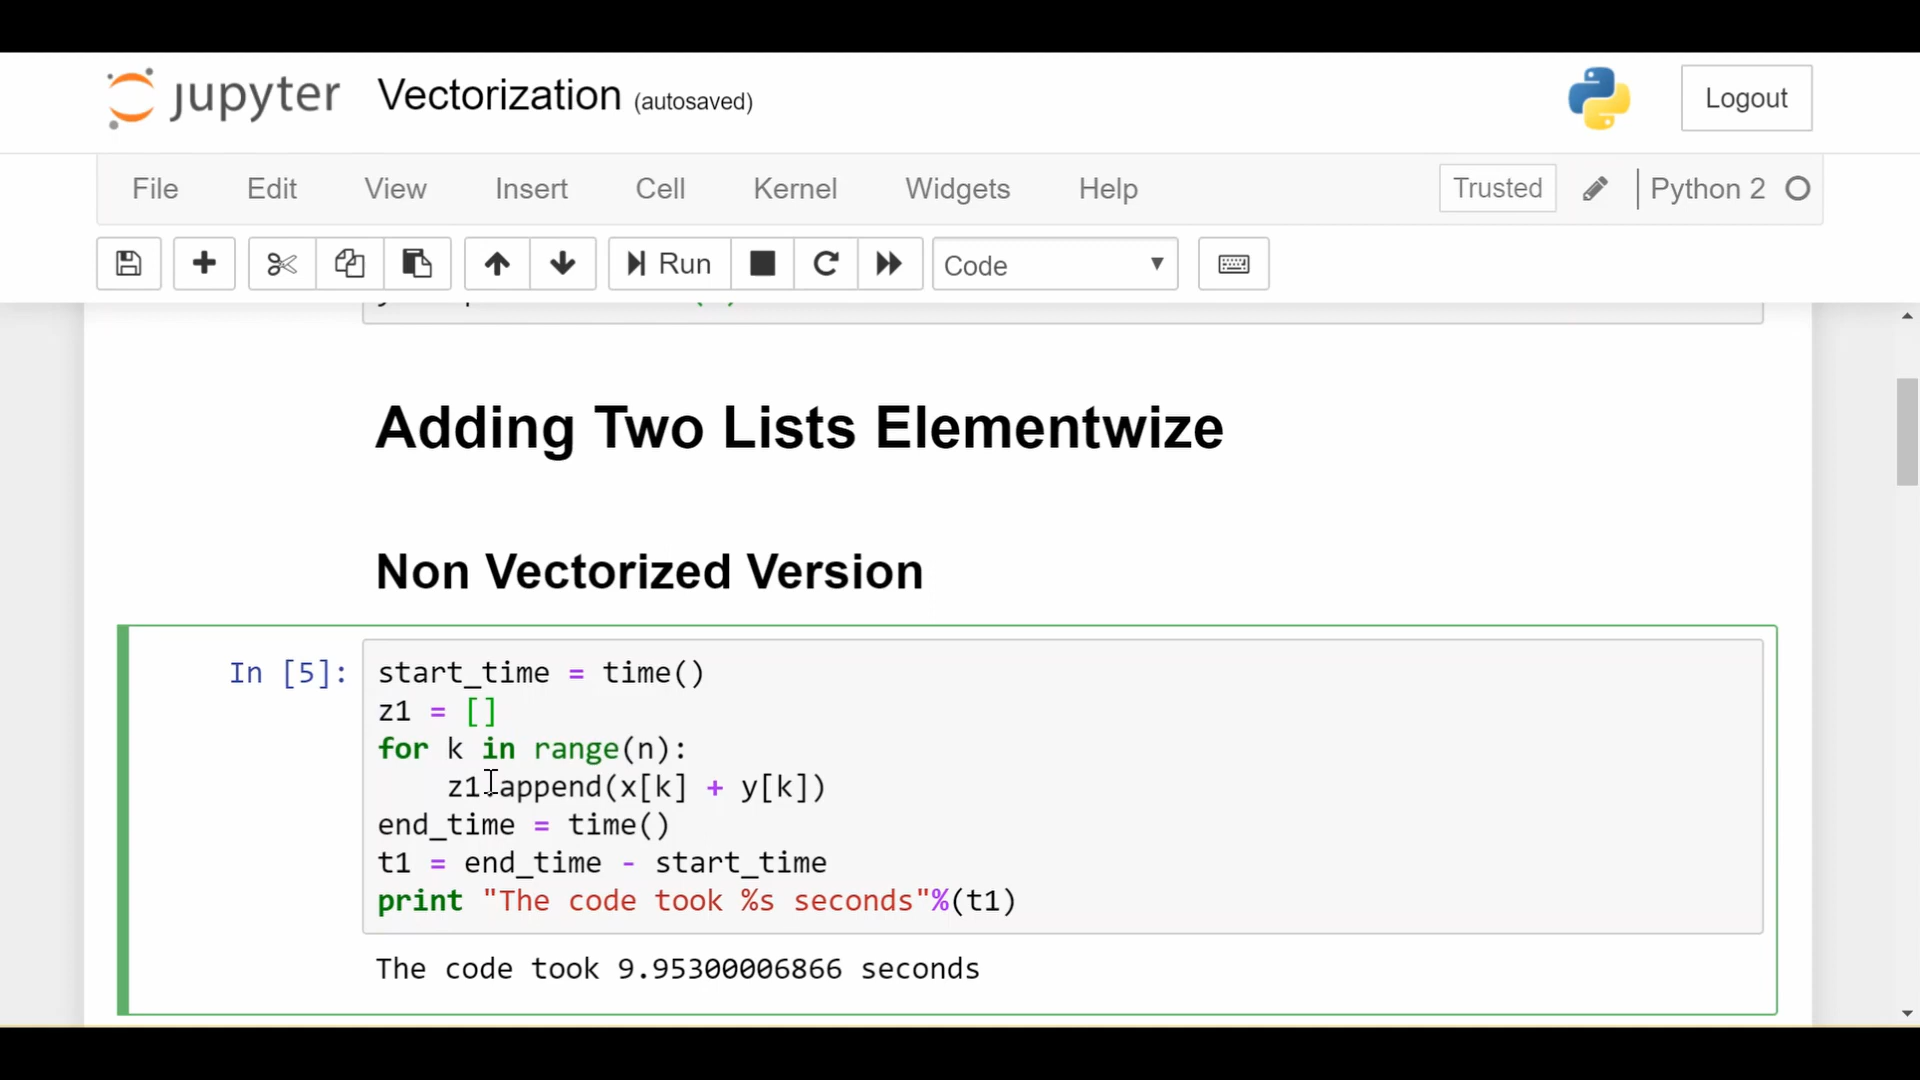 jupyter Vectorization (autosaved)
Logout
File Edit View Insert Cell Kernel Widgets Help Trusted Python 2
Run Code
Adding Two Lists Elementwize
Non Vectorized Version
In [5]: start_time = time()
z1 = []
for k in range(n):
    z1.append(x[k] + y[k])
end_time = time()
t1 = end_time - start_time
print "The code took %s seconds"%(t1)
The code took 9.95300006866 seconds